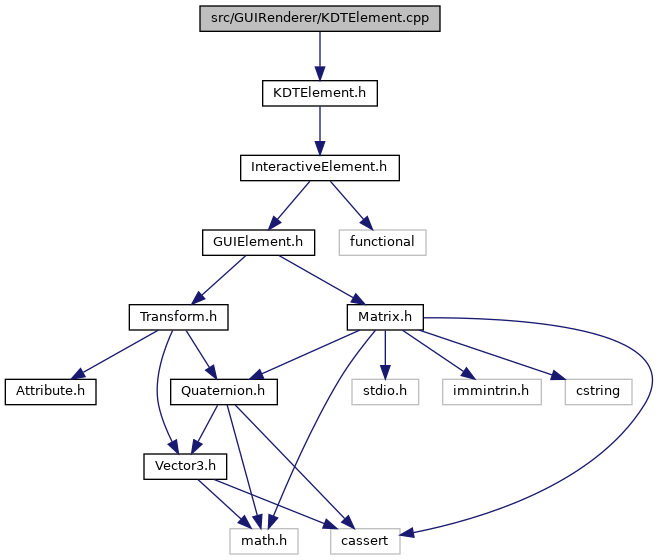 src/GUIRenderer/KDTElement.cpp
KDTElement.h
InteractiveElement.h
GUIElement.h
functional
Transform.h
Matrix.h
Attribute.h
Quaternion.h
stdio.h
immintrin.h
cstring
Vector3.h
math.h
cassert